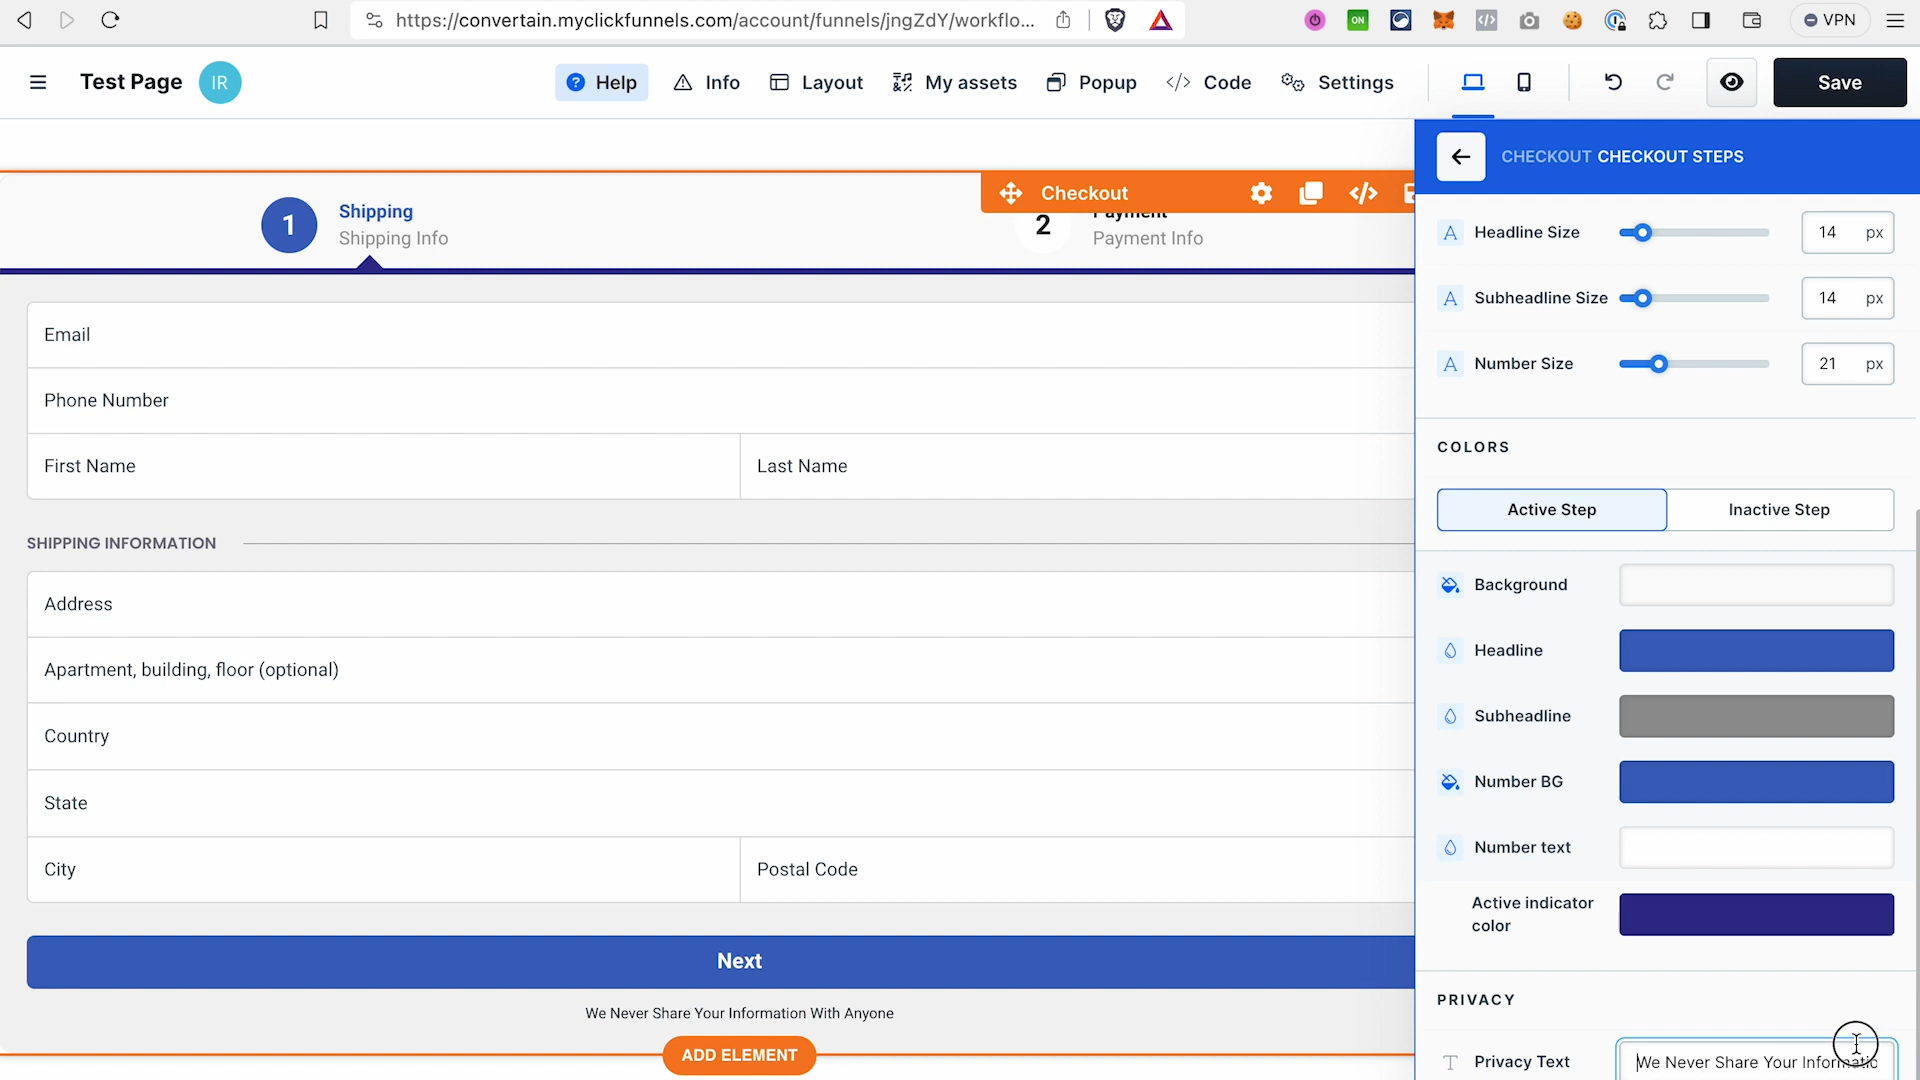 https://convertain.myclickfunnels.com/account/funnels/jngZdY/workflo...
ON
VPN
Test Page
IR
Help
Info
Layout
My assets
Popup
Code
Settings
Save
CHECKOUT CHECKOUT STEPS
Checkout
1
Shipping
Shipping Info
2
Payment
Payment Info
Headline Size
14 px
Subheadline Size
14 px
Number Size
21 px
COLORS
Active Step
Inactive Step
Background
Headline
Subheadline
Number BG
Number text
Active indicator
color
PRIVACY
Privacy Text
We Never Share Your Informatic
Email
Phone Number
First Name
Last Name
SHIPPING INFORMATION
Address
Apartment, building, floor (optional)
Country
State
City
Postal Code
Next
We Never Share Your Information With Anyone
ADD ELEMENT